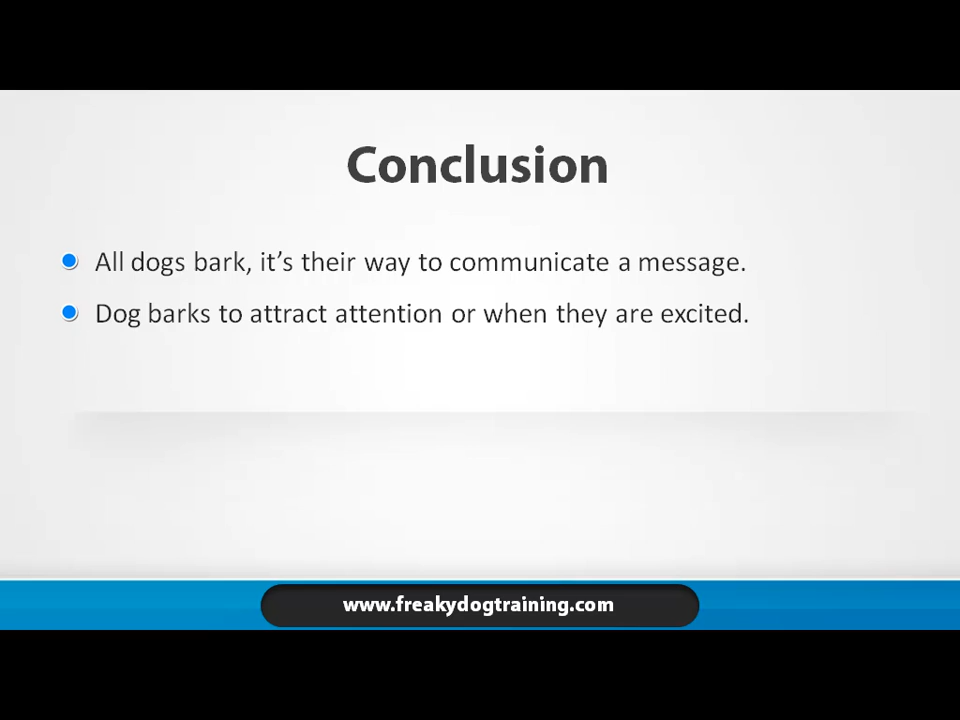 Conclusion
All dogs bark, it’s their way to communicate a message.
Dog barks to attract attention or when they are excited.
www.freakydogtraining.com